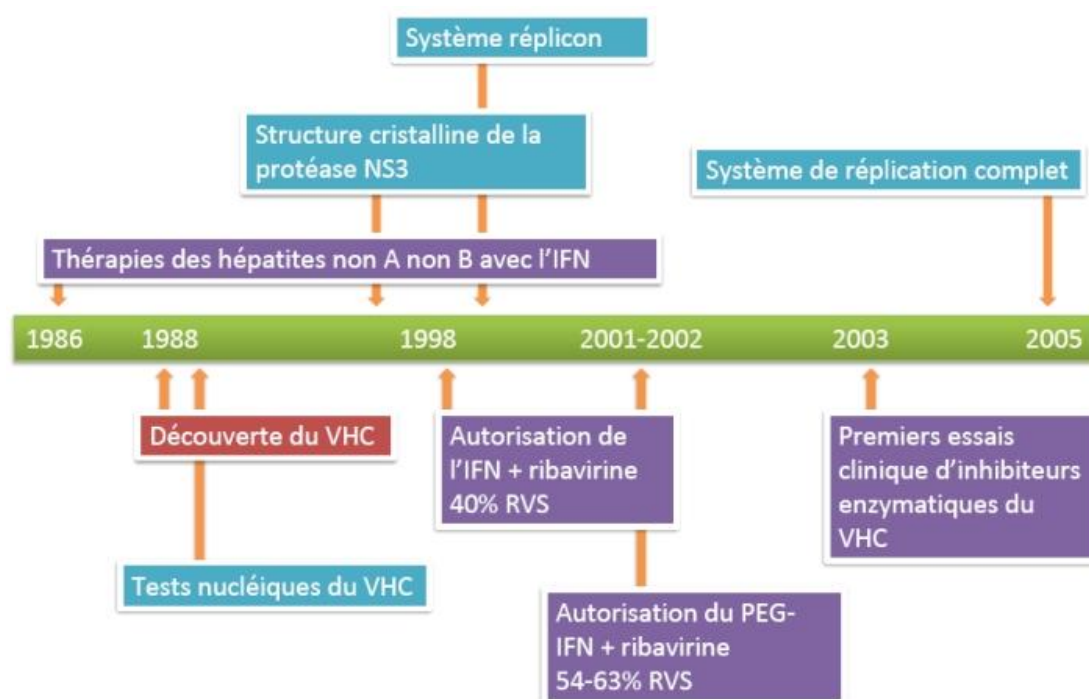 Système réplicon
Structure cristalline de la
protéase NS3
Système de réplication complet
Thérapies des hépatites non A non B avec l'IFN
1986 1988 1998 2001-2002 2003 2005
Découverte du VHC
Autorisation de
l'IFN + ribavirine
40% RVS
Premiers essais
clinique d'inhibiteurs
enzymatiques du
VHC
Tests nucléiques du VHC
Autorisation du PEG-
IFN + ribavirine
54-63% RVS